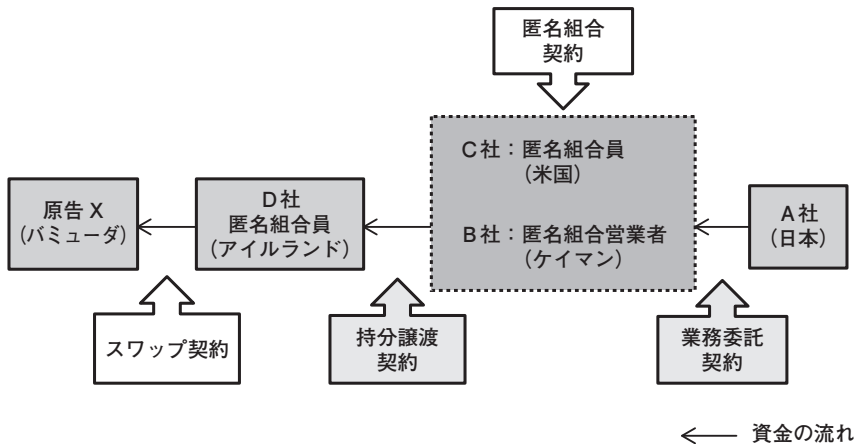 匿名組合
契約
C社：匿名組合員
(米国)
B社：匿名組合営業者
(ケイマン)
原告 X
(バミューダ)
D社
匿名組合員
(アイルランド)
A社
(日本)
スワップ契約
持分譲渡
契約
業務委託
契約
資金の流れ